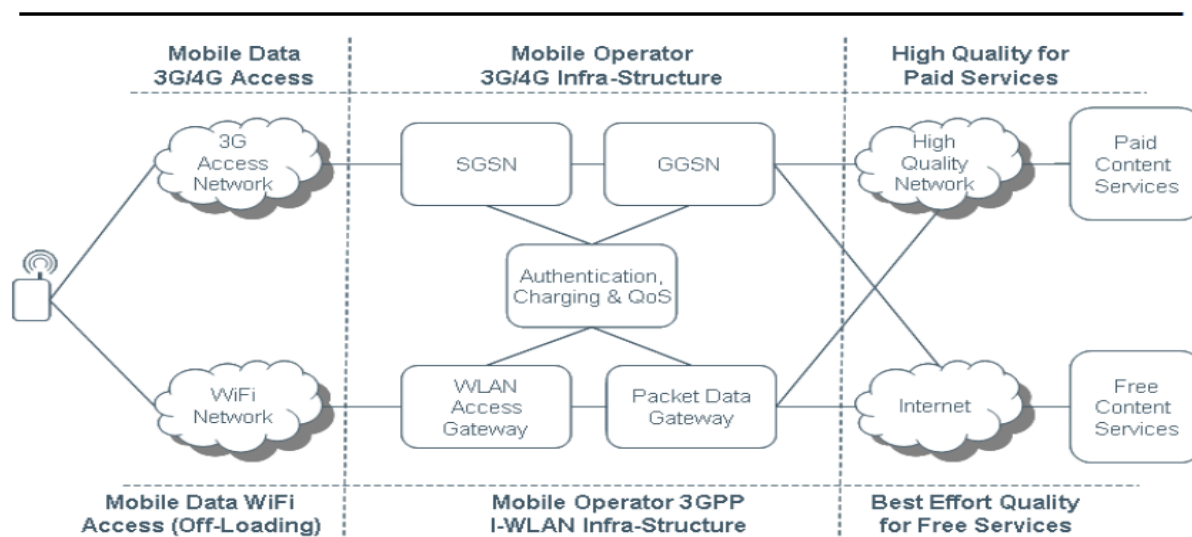 Mobile Data
3G/4G Access
Mobile Operator
3G/4G Infra-Structure
High Quality for
Paid Services
3G
Access
Network
SGSN
GGSN
High
Quality
Network
Paid
Content
Services
Authentication,
Charging & QoS
WiFi
Network
WLAN
Access
Gateway
Packet Data
Gateway
Internet
Free
Content
Services
Mobile Data WiFi
Access (Off-Loading)
Mobile Operator 3GPP
I-WLAN Infra-Structure
Best Effort Quality
for Free Services